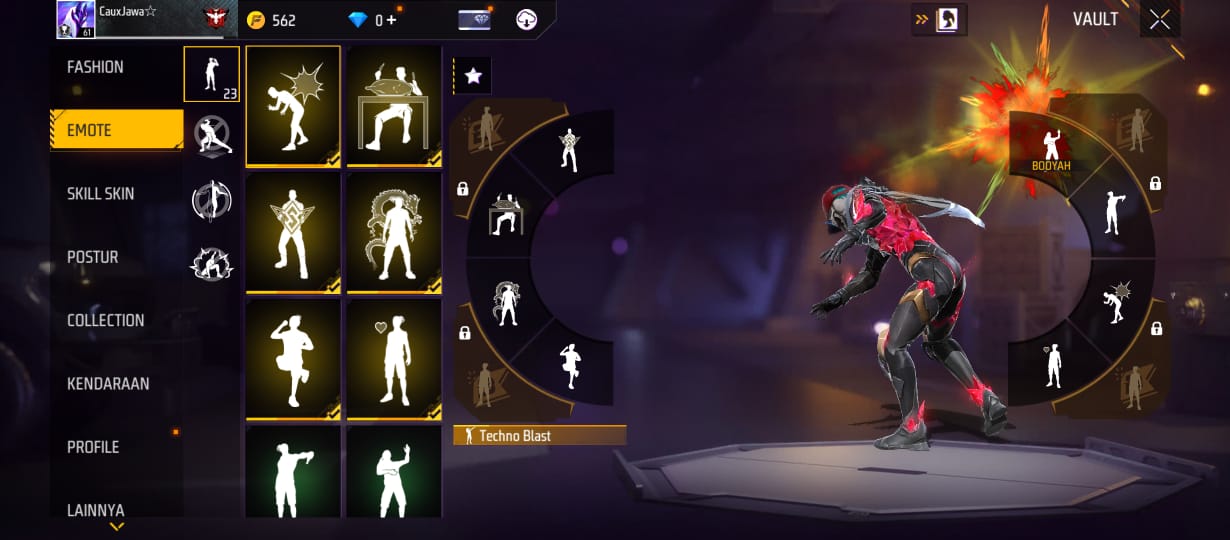 CauxJawa☆
61
562
0+
VAULT
FASHION
23
EMOTE
BOOYAH
SKILL SKIN
POSTUR
COLLECTION
KENDARAAN
Techno Blast
PROFILE
LAINNYA